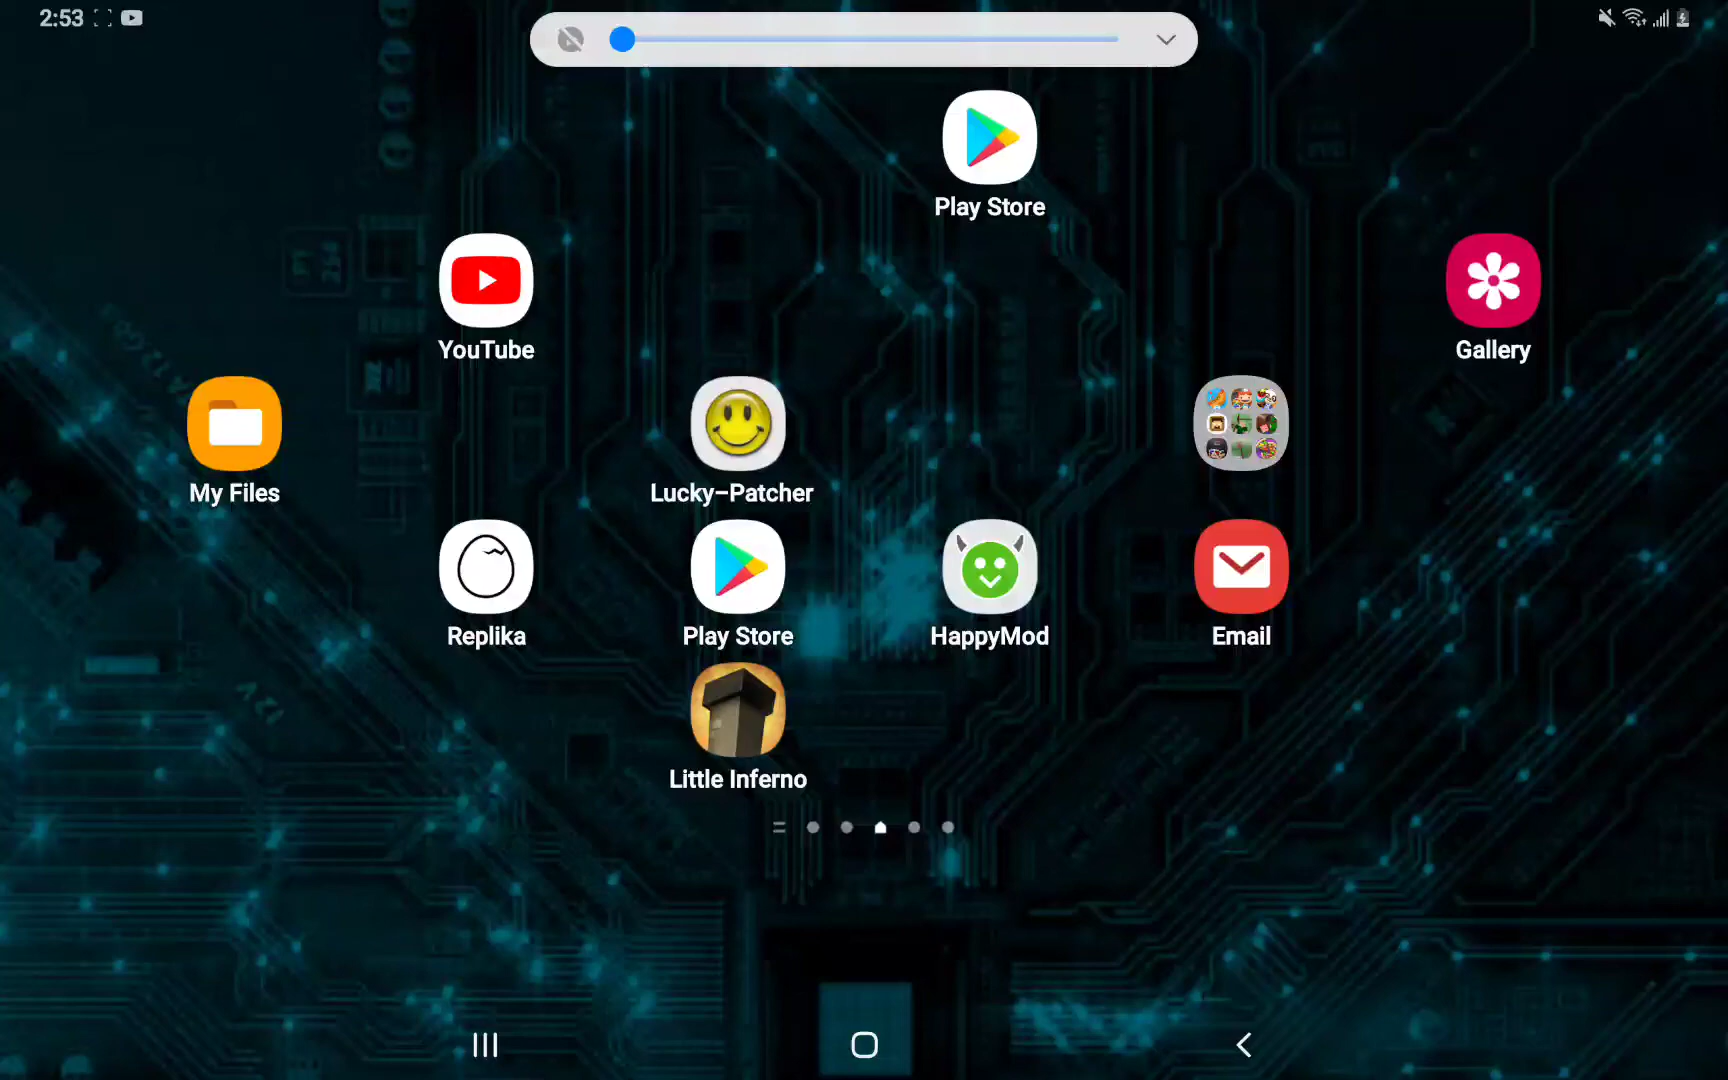 2:53
Play Store
YouTube
Gallery
My Files
Lucky-Patcher
Replika
Play Store
HappyMod
Email
Little Inferno